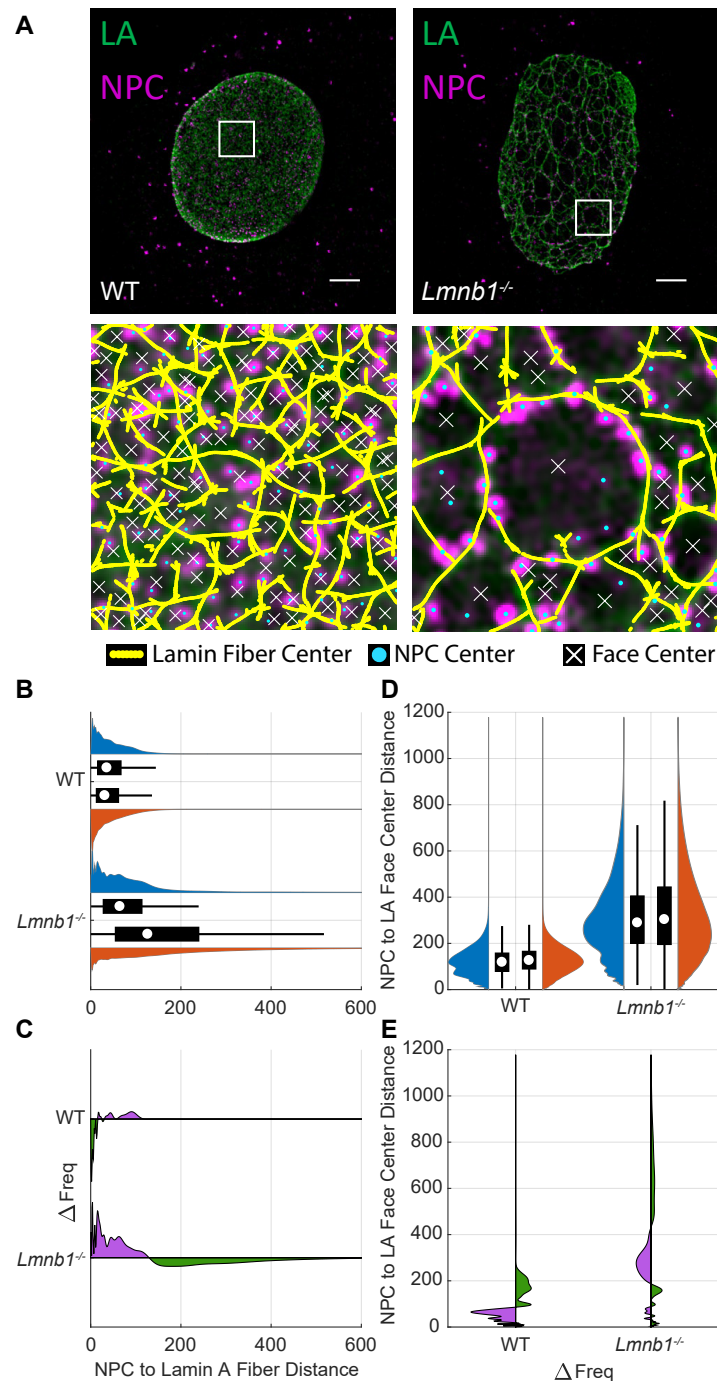 A
LA
NPC
WT
LA
NPC
Lmnb1-/-
Lamin Fiber Center
NPC Center
Face Center
B
WT
Lmnb1-/-
0
200
400
600
C
WT
Δ Freq
Lmnb1-/-
0
200
400
600
NPC to Lamin A Fiber Distance
D
NPC to LA Face Center Distance
1200
1000
800
600
400
200
0
WT
Lmnb1-/-
E
NPC to LA Face Center Distance
1200
1000
800
600
400
200
0
WT
Lmnb1-/-
Δ Freq